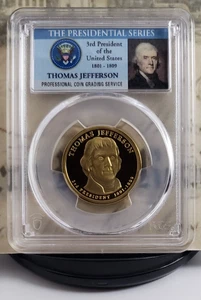 THE PRESIDENTIAL SERIES
3rd President
of the
United States
1801 - 1809
THOMAS JEFFERSON
PROFESSIONAL COIN GRADING SERVICE
THOMAS JEFFERSON
3rd PRESIDENT 1801-1809